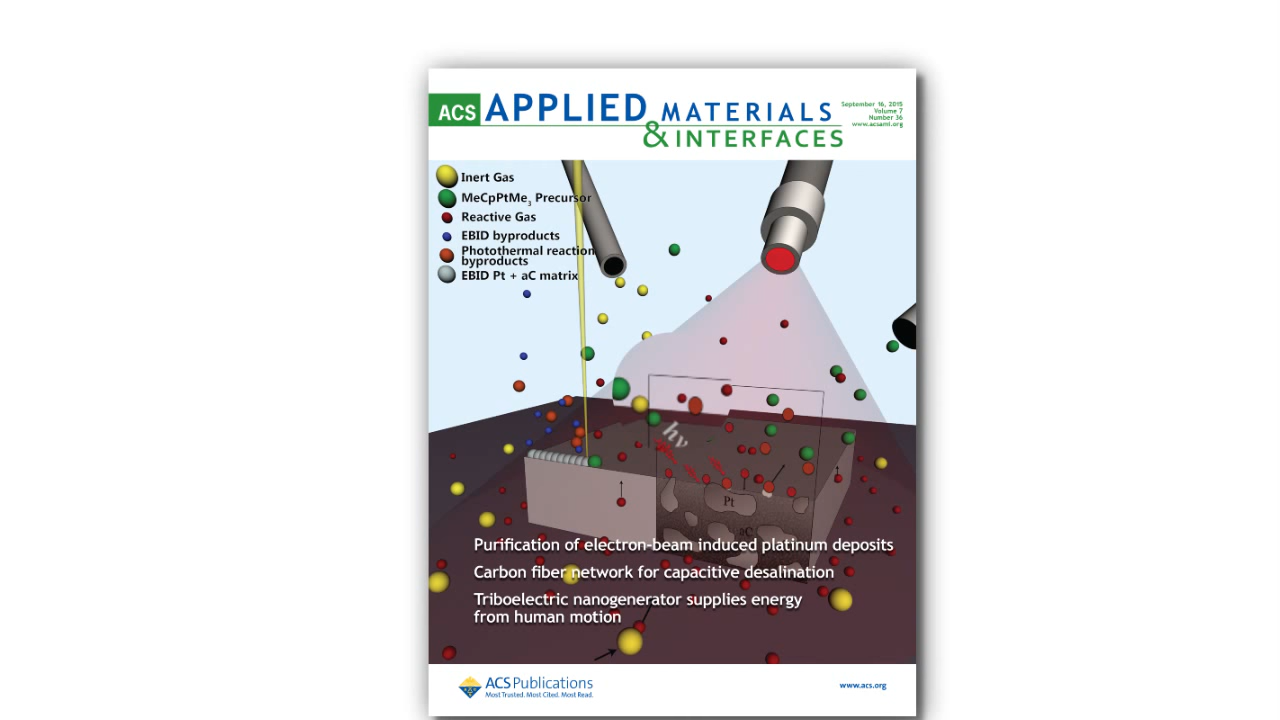 ACS APPLIED MATERIALS
& INTERFACES
September 16, 2015
Volume 7
Number 36
www.acsami.org
Inert Gas
MeCpPtMe3 Precursor
Reactive Gas
EBID byproducts
Photothermal reaction
byproducts
EBID Pt + aC matrix
hν
Pt
aC
Purification of electron-beam induced platinum deposits
Carbon fiber network for capacitive desalination
Triboelectric nanogenerator supplies energy
from human motion
ACS Publications
Most Trusted. Most Cited. Most Read.
www.acs.org